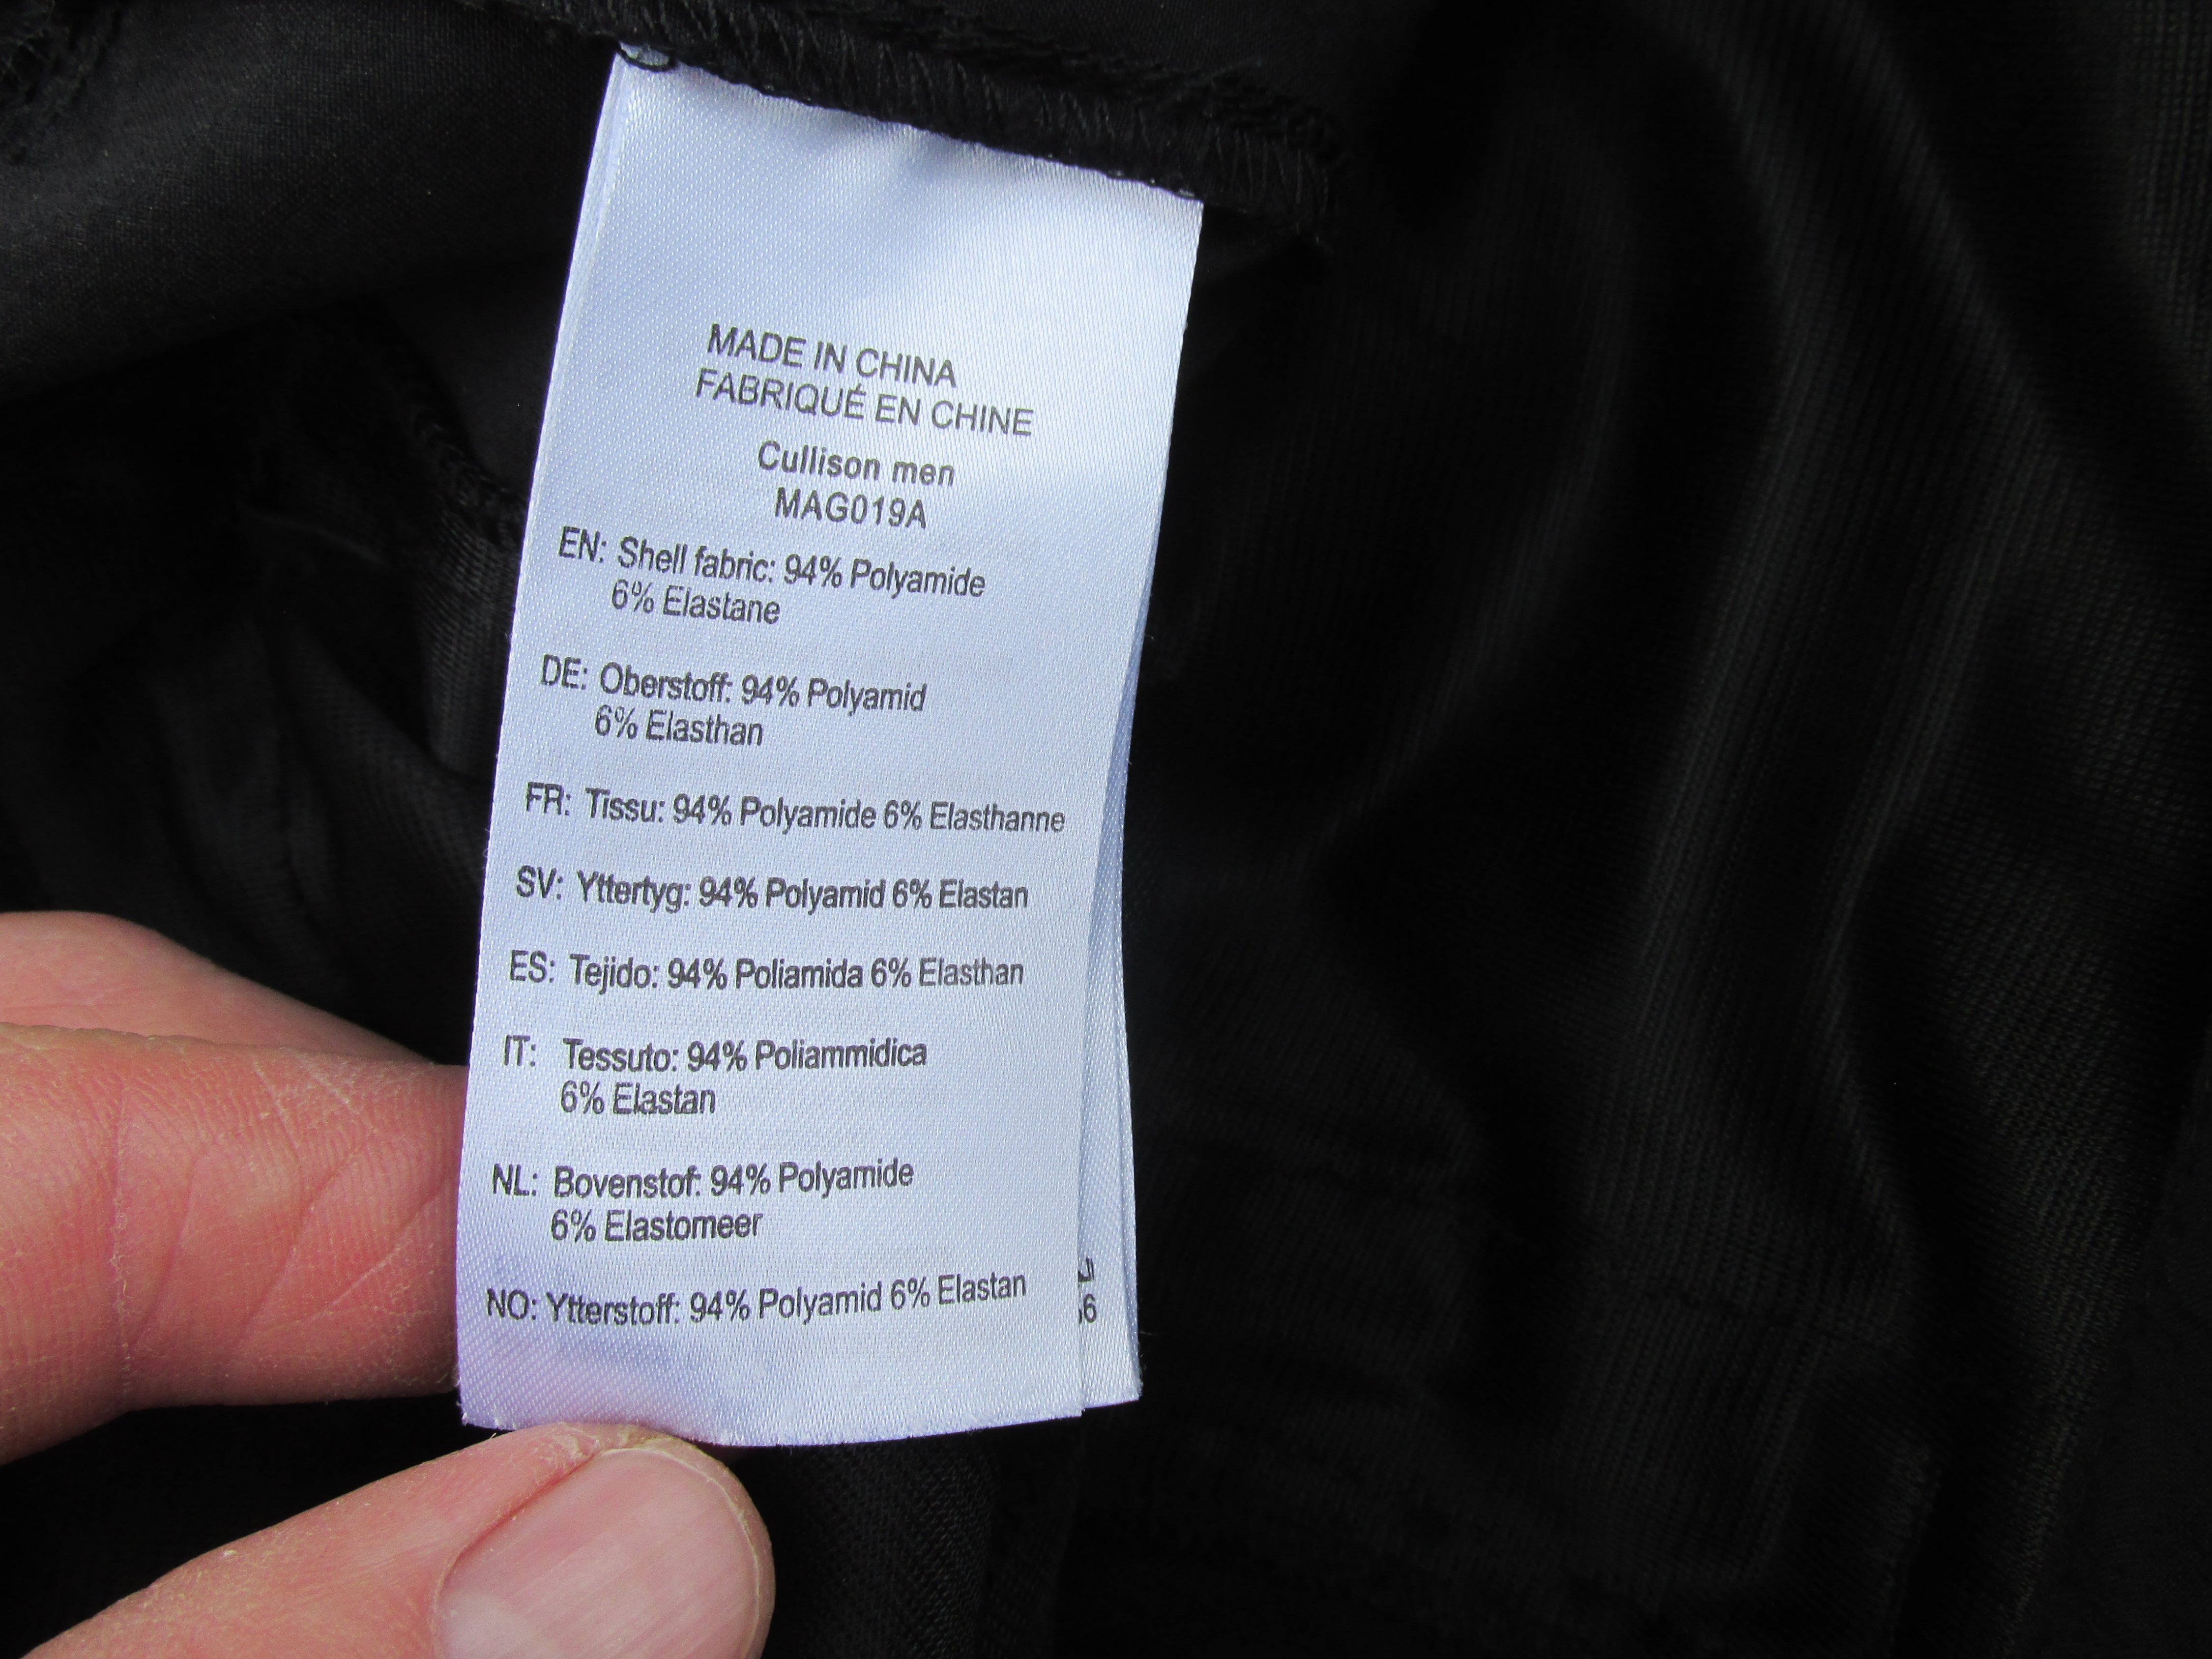 MADE IN CHINA
FABRIQUÉ EN CHINE
Cullison men
MAG019A
EN: Shell fabric: 94% Polyamide
6% Elastane
DE: Oberstoff: 94% Polyamid
6% Elasthan
FR: Tissu: 94% Polyamide 6% Elasthanne
SV: Yttertyg: 94% Polyamid 6% Elastan
ES: Tejido: 94% Poliamida 6% Elasthan
IT: Tessuto: 94% Poliammidica
6% Elastan
NL: Bovenstof: 94% Polyamide
6% Elastomeer
NO: Ytterstoff: 94% Polyamid 6% Elastan